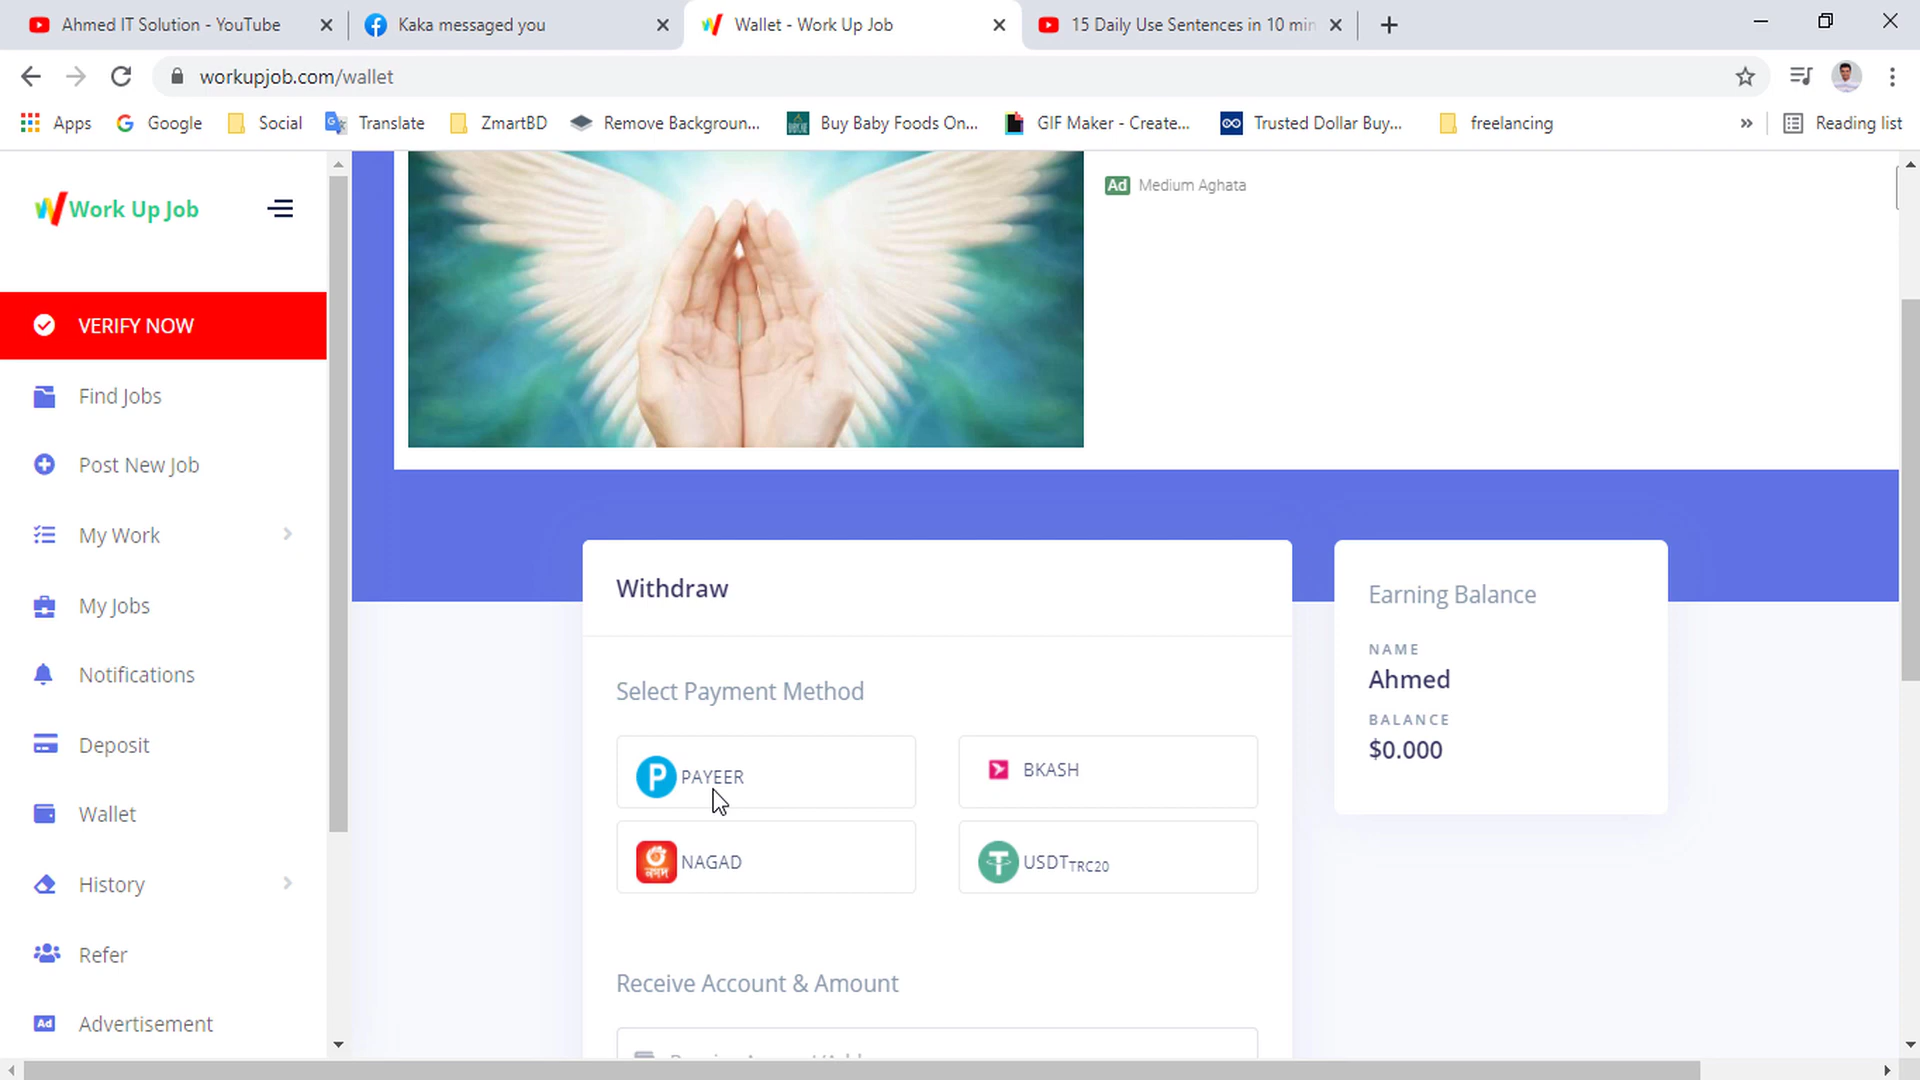 Ahmed IT Solution - YouTube
Kaka messaged you
Wallet - Work Up Job
15 Daily Use Sentences in 10 min
workupjob.com/wallet
Apps
Google
Social
Translate
ZmartBD
Remove Backgroun...
Buy Baby Foods On...
GIF Maker - Create...
Trusted Dollar Buy...
freelancing
Reading list
Work Up Job
Ad Medium Aghata
VERIFY NOW
Find Jobs
Post New Job
My Work
My Jobs
Notifications
Deposit
Wallet
History
Refer
Ad Advertisement
Withdraw
Select Payment Method
PAYEER
BKASH
নগদ NAGAD
USDT TRC20
Receive Account & Amount
Earning Balance
NAME
Ahmed
BALANCE
$0.000